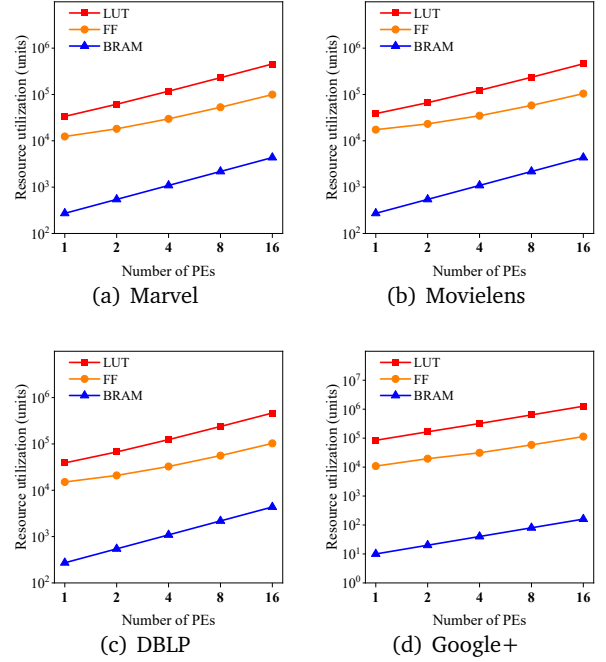 LUT
FF
BRAM
Resource utilization (units)
10^6
10^5
10^4
10^3
10^2
1 2 4 8 16
Number of PEs
(a) Marvel
LUT
FF
BRAM
Resource utilization (units)
10^6
10^5
10^4
10^3
10^2
1 2 4 8 16
Number of PEs
(b) Movielens
LUT
FF
BRAM
Resource utilization (units)
10^6
10^5
10^4
10^3
10^2
1 2 4 8 16
Number of PEs
(c) DBLP
LUT
FF
BRAM
Resource utilization (units)
10^7
10^6
10^5
10^4
10^3
10^2
10^1
10^0
1 2 4 8 16
Number of PEs
(d) Google+